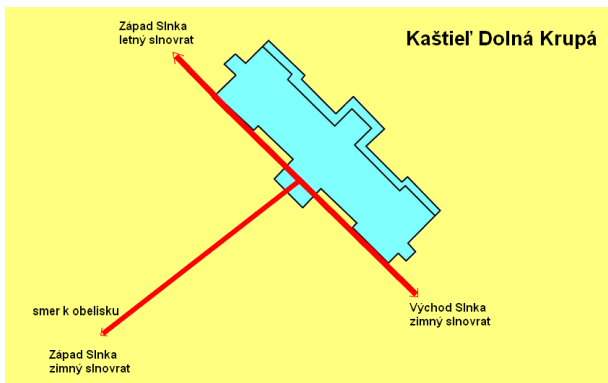 Západ Slnka
letný slnovrat
Kaštieľ Dolná Krupá
smer k obelisku
Východ Slnka
zimný slnovrat
Západ Slnka
zimný slnovrat